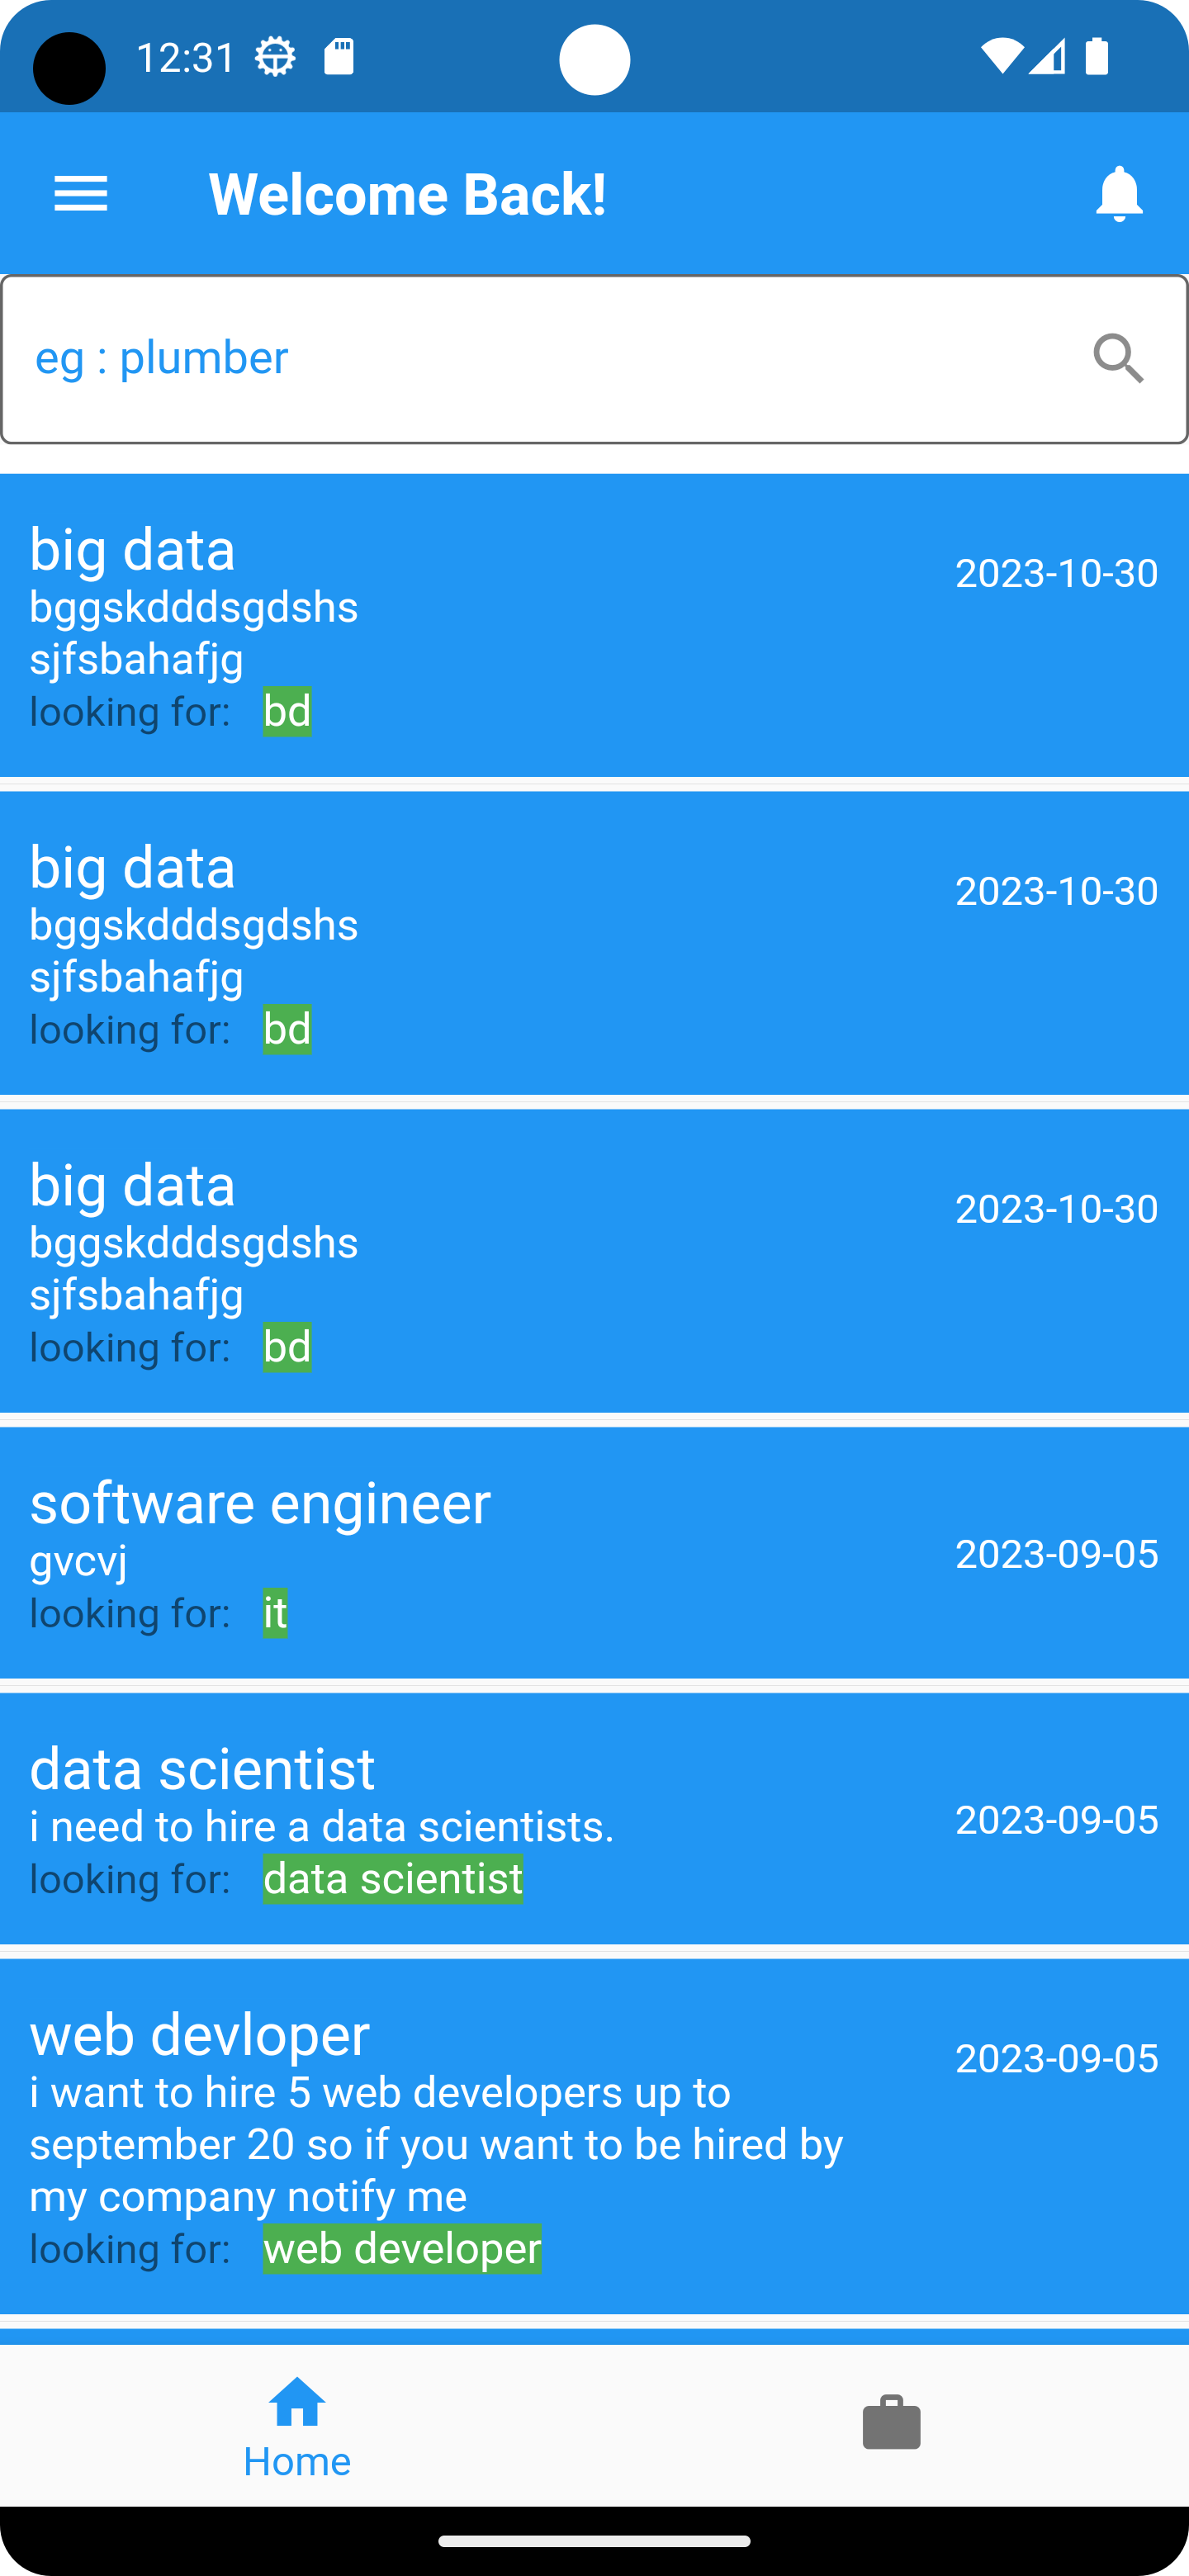 12:31
Welcome Back!
eg : plumber
big data
2023-10-30
bggskdddsgdshs
sjfsbahafjg
looking for: bd
big data
2023-10-30
bggskdddsgdshs
sjfsbahafjg
looking for: bd
big data
2023-10-30
bggskdddsgdshs
sjfsbahafjg
looking for: bd
software engineer
gvcvj
2023-09-05
looking for: it
data scientist
i need to hire a data scientists.
2023-09-05
looking for: data scientist
web devloper
2023-09-05
i want to hire 5 web developers up to
september 20 so if you want to be hired by
my company notify me
looking for: web developer
Home